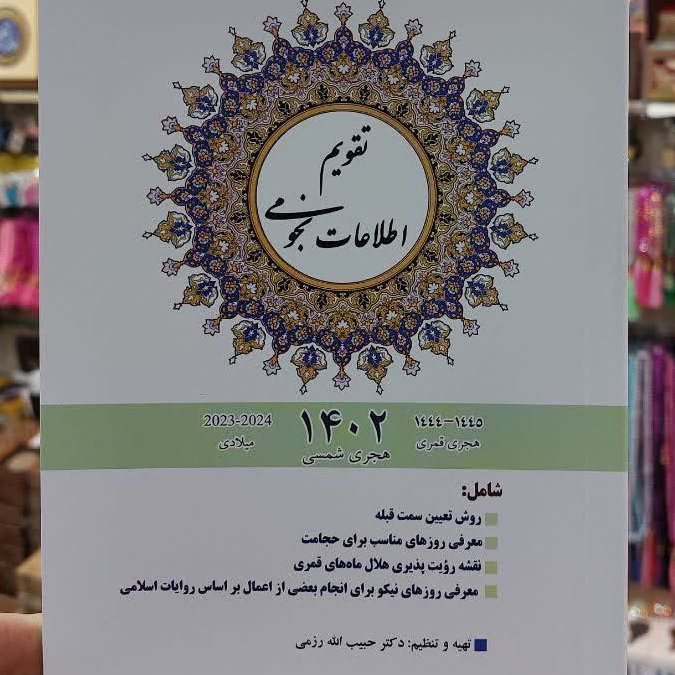 تقویم
اطلاعات نجومی
۱٤٤٤-۱٤٤٥
هجری قمری
۱۴۰۲
هجری شمسی
2023-2024
میلادی
شامل:
روش تعیین سمت قبله
معرفی روزهای مناسب برای حجامت
نقشه رؤیت پذیری هلال ماه‌های قمری
معرفی روزهای نیکو برای انجام بعضی از اعمال بر اساس روایات اسلامی
تهیه و تنظیم: دکتر حبیب الله رزمی